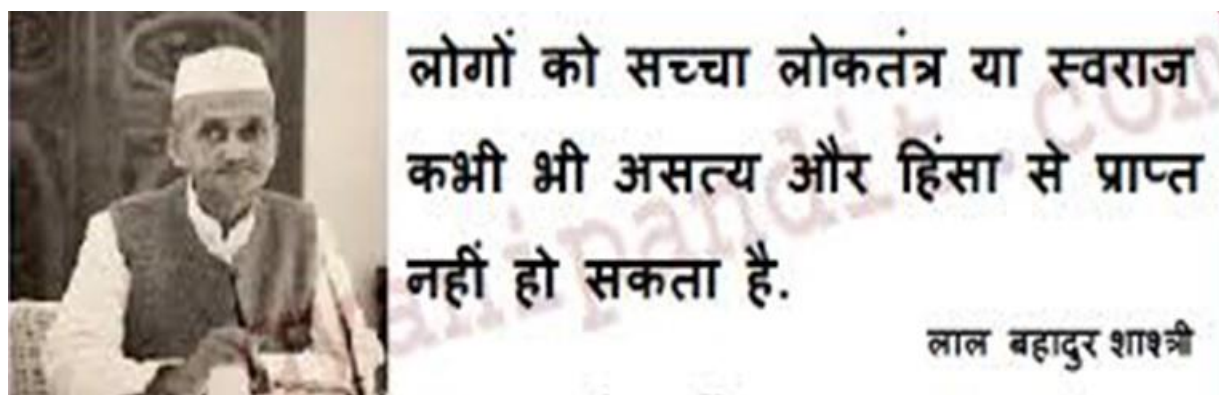 लोगों को सच्चा लोकतंत्र या स्वराज
कभी भी असत्य और हिंसा से प्राप्त
नहीं हो सकता है.
लाल बहादुर शाश्त्री